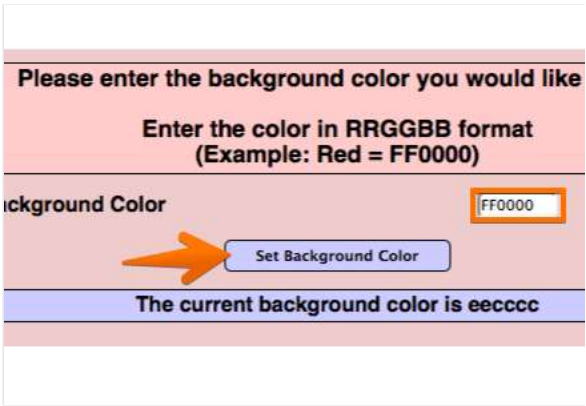 Please enter the background color you would like
Enter the color in RRGGBB format
(Example: Red = FF0000)
ckground Color
FF0000
Set Background Color
The current background color is eecccc